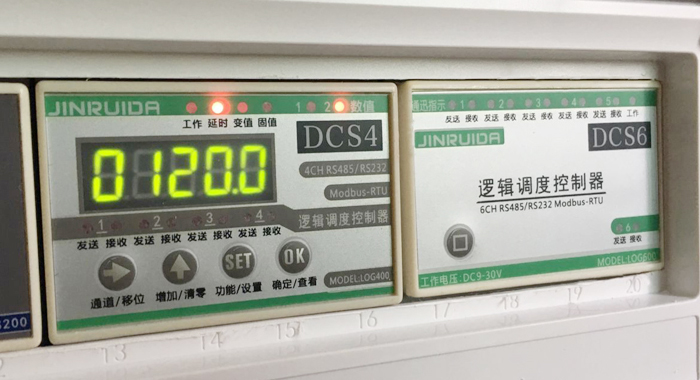 JINRUIDA
1 2 数值
工作 延时 变值 固值
DCS4
0120.0
4CH RS485/RS232
Modbus-RTU
1 2 3 4
逻辑调度控制器
发送 接收 发送 接收 发送 接收 发送 接收
SET OK
MODEL:LOG400
通道/移位 增加/清零 功能/设置 确定/查看
通迅指示 1 2 3 4 5
发送 接收 发送 接收 发送 接收 发送 接收 发送 接收 工作
JINRUIDA
DCS6
逻辑调度控制器
6CH RS485/RS232 Modbus-RTU
6
发送 接收
工作电压:DC9-30V
MODEL:LOG600
S200
13 14 15 16 17 18 19 20